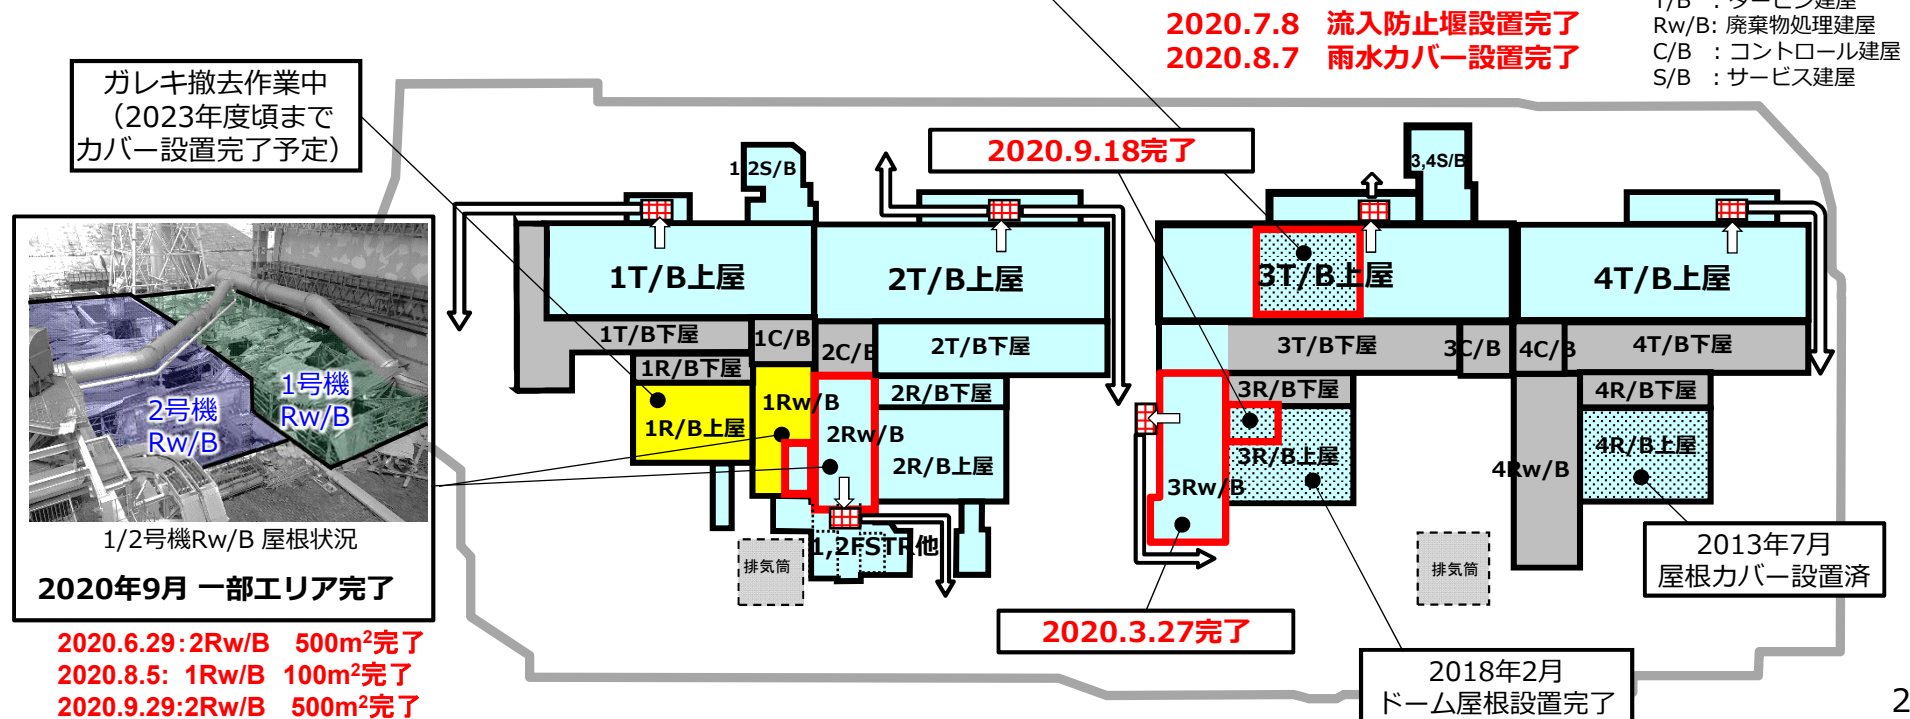 2020.7.8 流入防止堰設置完了
2020.8.7 雨水カバー設置完了
T/B :タービン建屋
Rw/B: 廃棄物処理建屋
C/B :コントロール建屋
S/B :サービス建屋
ガレキ撤去作業中
(2023年度頃まで
カバー設置完了予定)
2020.9.18完了
1,2S/B
3,4S/B
1T/B上屋
2T/B上屋
3T/B上屋
4T/B上屋
1T/B下屋
1C/B
2C/B
2T/B下屋
3T/B下屋
3C/B
4C/B
4T/B下屋
1R/B下屋
2R/B下屋
3R/B下屋
4R/B下屋
1Rw/B
1R/B上屋
2Rw/B
2R/B上屋
3R/B上屋
4R/B上屋
3Rw/B
4Rw/B
1,2FSTR他
排気筒
排気筒
1号機
Rw/B
2号機
Rw/B
1/2号機Rw/B 屋根状況
2020年9月 一部エリア完了
2020.6.29:2Rw/B 500m²完了
2020.8.5: 1Rw/B 100m²完了
2020.9.29:2Rw/B 500m²完了
2020.3.27完了
2013年7月
屋根カバー設置済
2018年2月
ドーム屋根設置完了
2